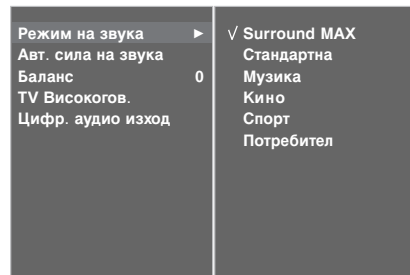 Режим на звука ►
Авт. сила на звука
Баланс 0
TV Високогов.
Цифр. аудио изход
√ Surround MAX
Стандартна
Музика
Кино
Спорт
Потребител